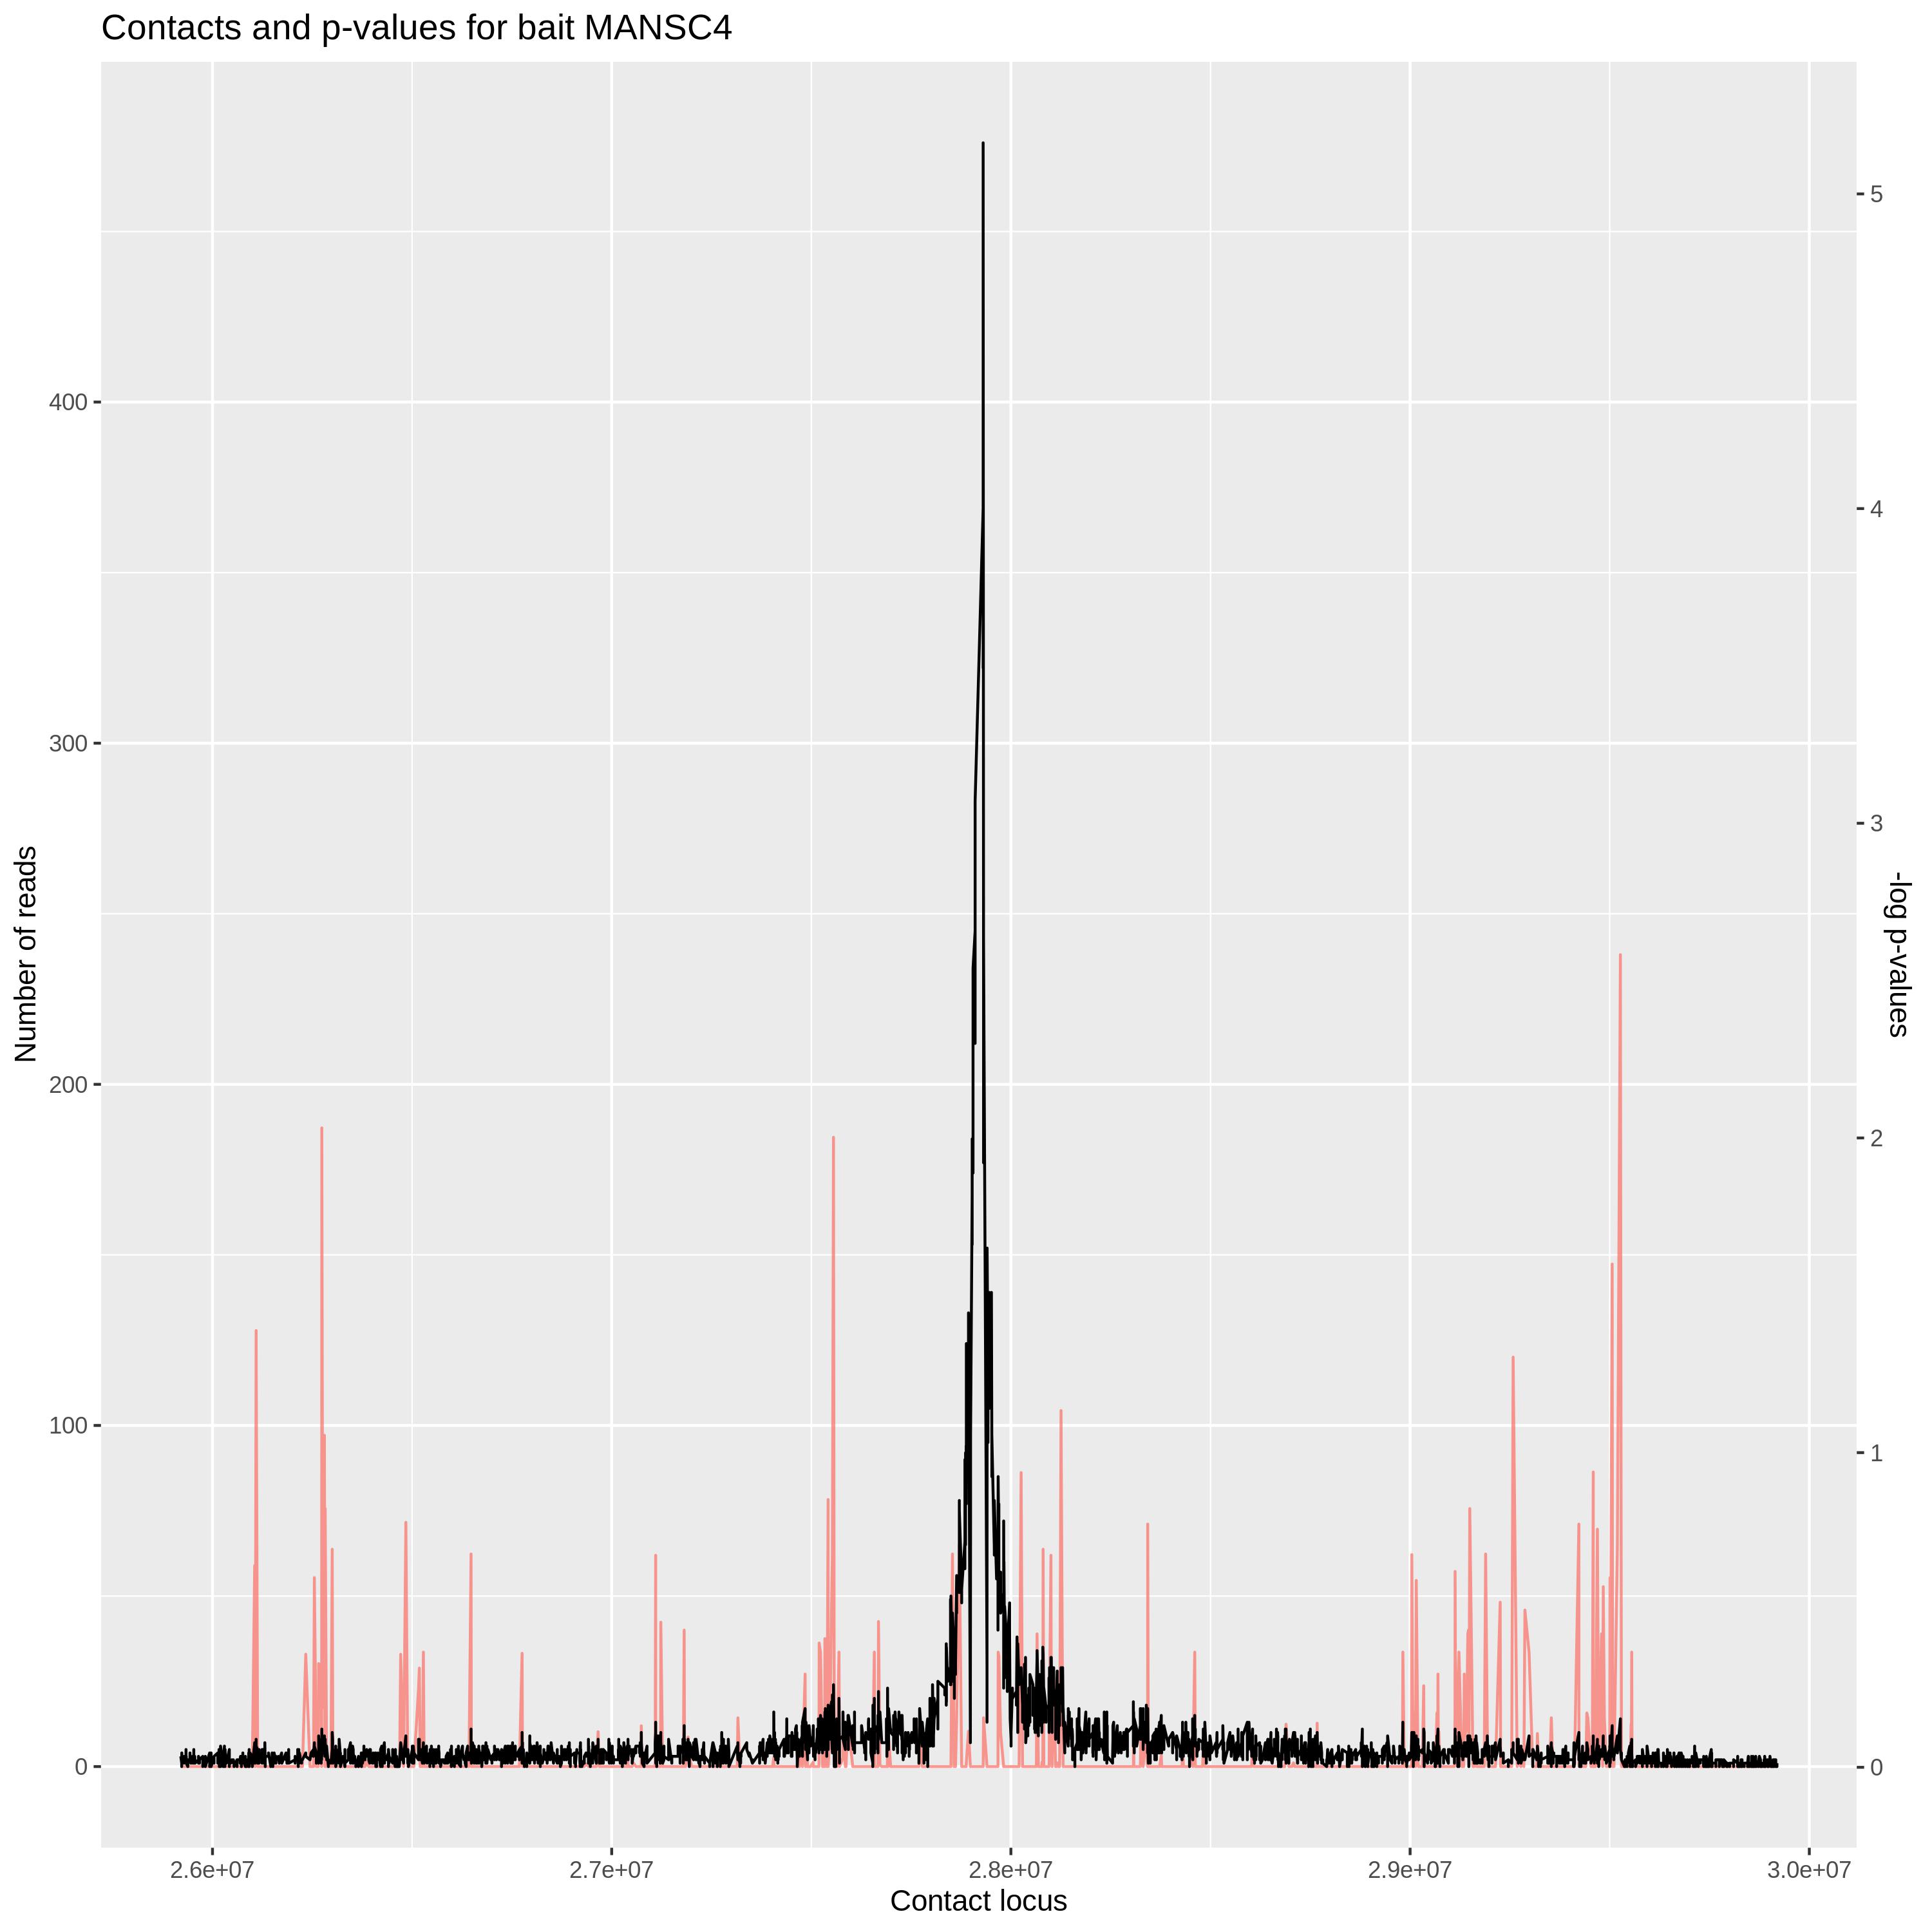 Contacts and p-values for bait MANSC4
Number of reads
400
300
200
100
0
5
4
3
2
1
0
-log p-values
2.6e+07
2.7e+07
2.8e+07
2.9e+07
3.0e+07
Contact locus